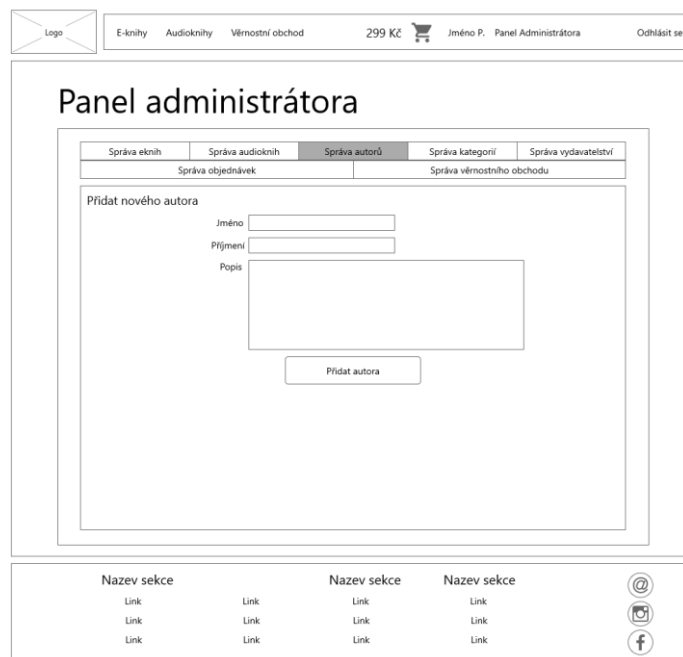 Logo E-knihy Audioknihy Věrnostní obchod 299 Kč Jméno P. Panel Administrátora Odhlásit se
Panel administrátora
Správa eknih Správa audioknih Správa autorů Správa kategorií Správa vydavatelství
Správa objednávek Správa věrnostního obchodu
Přidat nového autora
Jméno
Příjmení
Popis
Přidat autora
Nazev sekce Nazev sekce Nazev sekce
Link Link Link Link
Link Link Link Link
Link Link Link Link